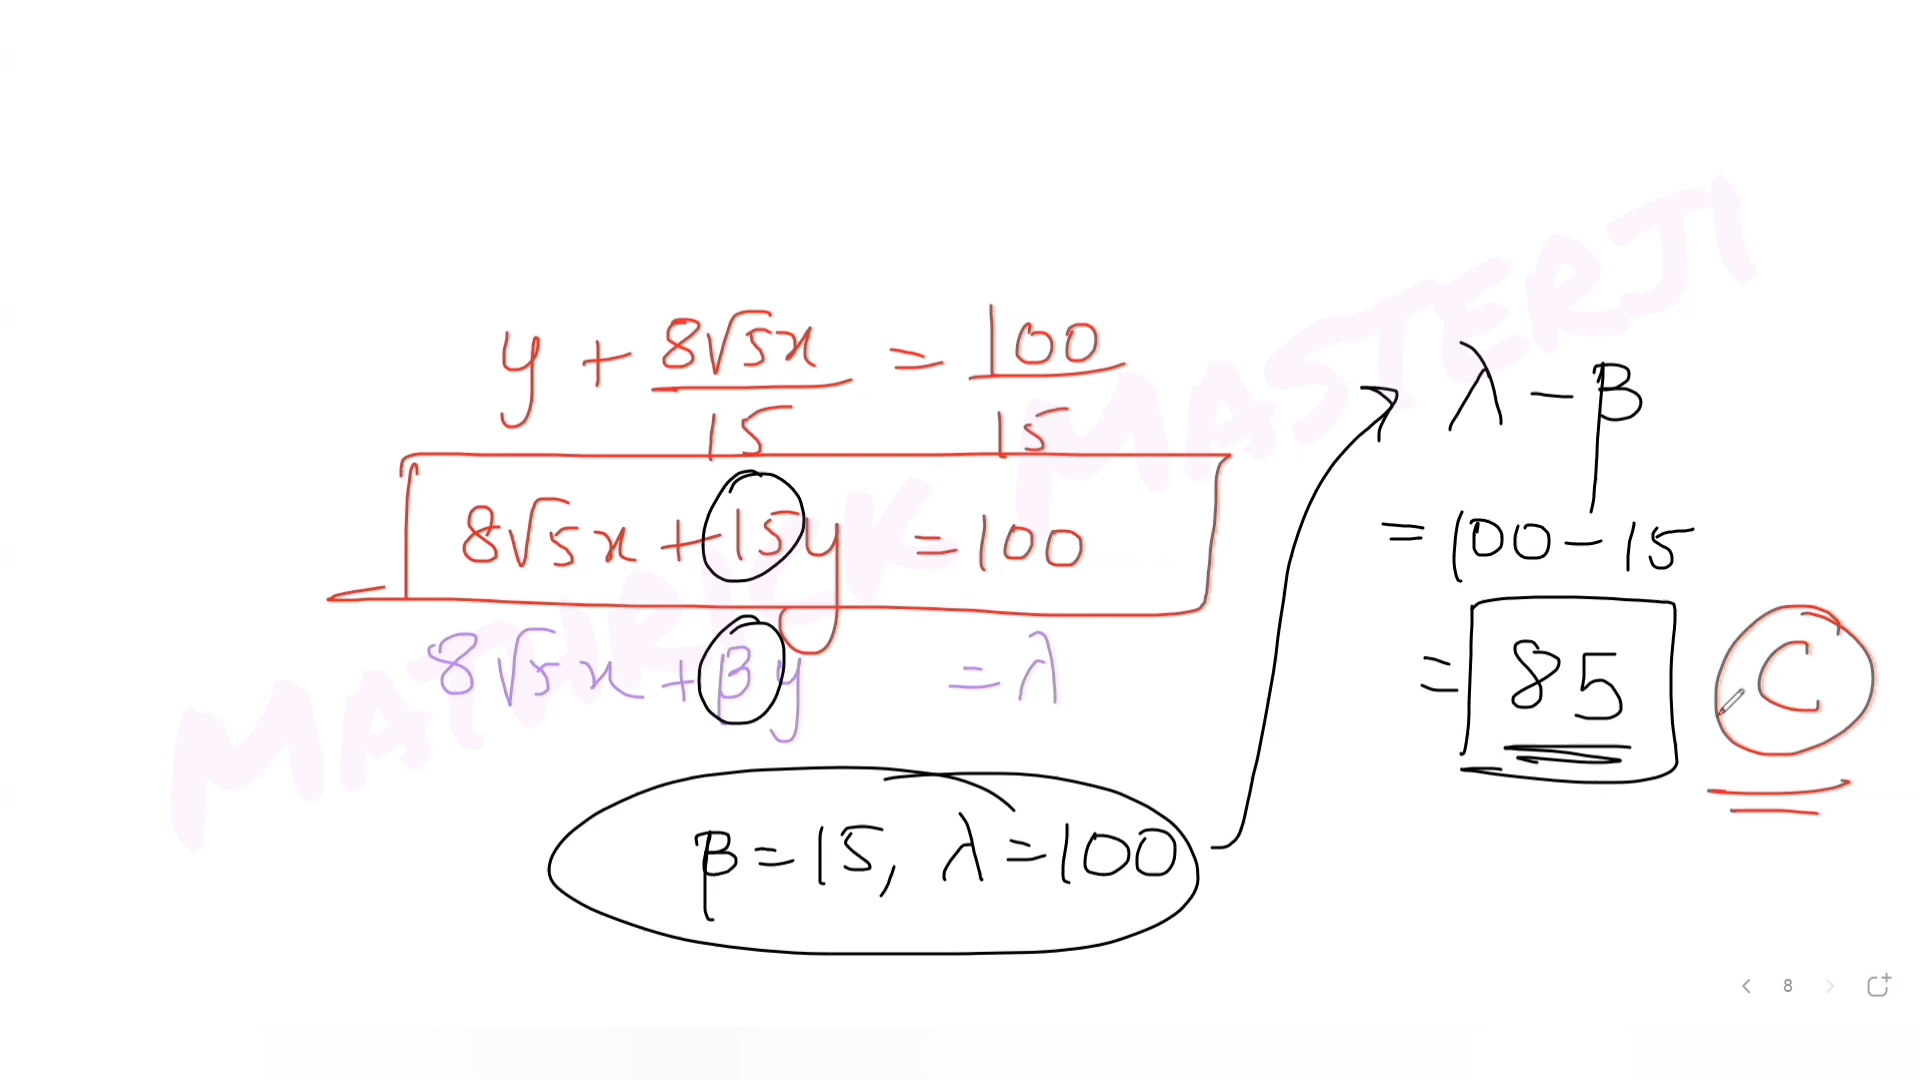 y + 8√5x/15 = 100/15
8√5x + 15y = 100
8√5x + βy = λ
β = 15, λ = 100
λ - β
= 100 - 15
= 85
C
MATHRICK MASTERJI
8